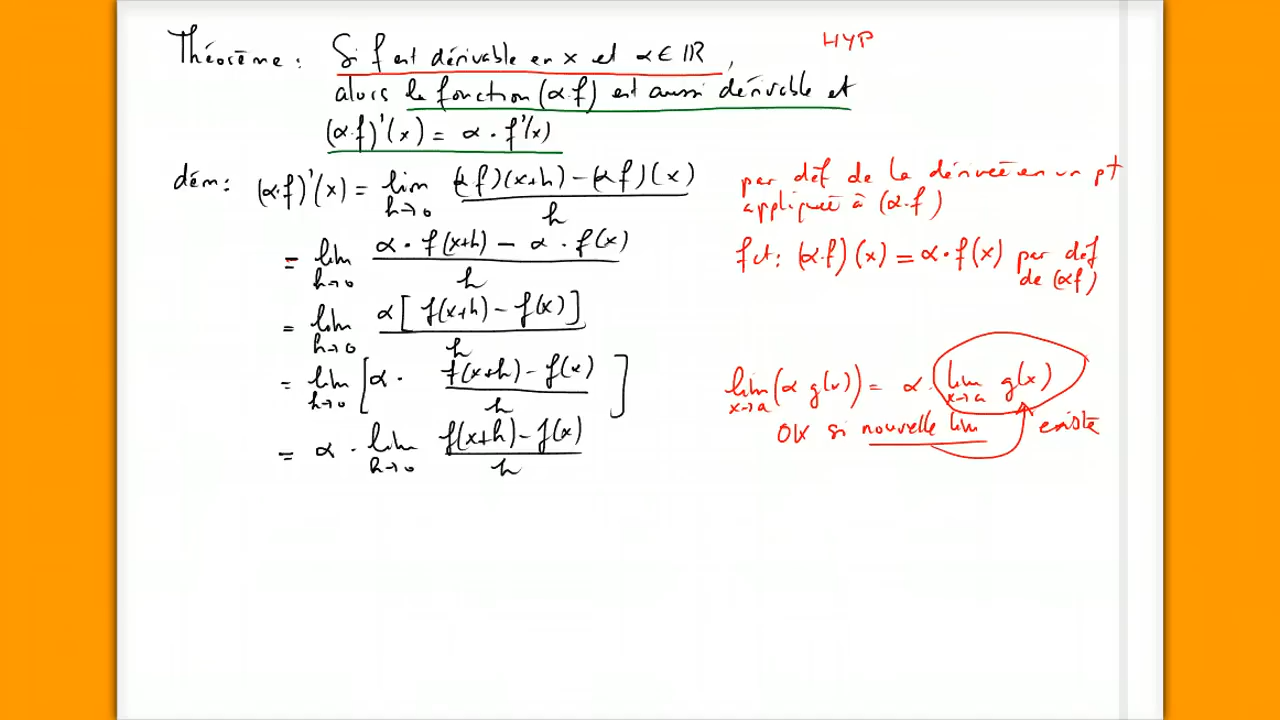 Théorème : Si f est dérivable en x et α ∈ ℝ,
HYP
alors la fonction (α.f) est aussi dérivable et
(α.f)'(x) = α · f'(x)
dém : (α.f)'(x) = lim h→0 ((α.f)(x+h) − (α.f)(x)) / h
par déf de la dérivée en un pt
appliquée à (α.f)
= lim h→0 (α · f(x+h) − α · f(x)) / h
fct : (α.f)(x) = α · f(x) par déf
de (αf)
= lim h→0 α[f(x+h) − f(x)] / h
= lim h→0 [α · (f(x+h) − f(x)) / h]
lim x→a (α g(x)) = α · lim x→a g(x)
OK si nouvelle lim existe
= α · lim h→0 (f(x+h) − f(x)) / h